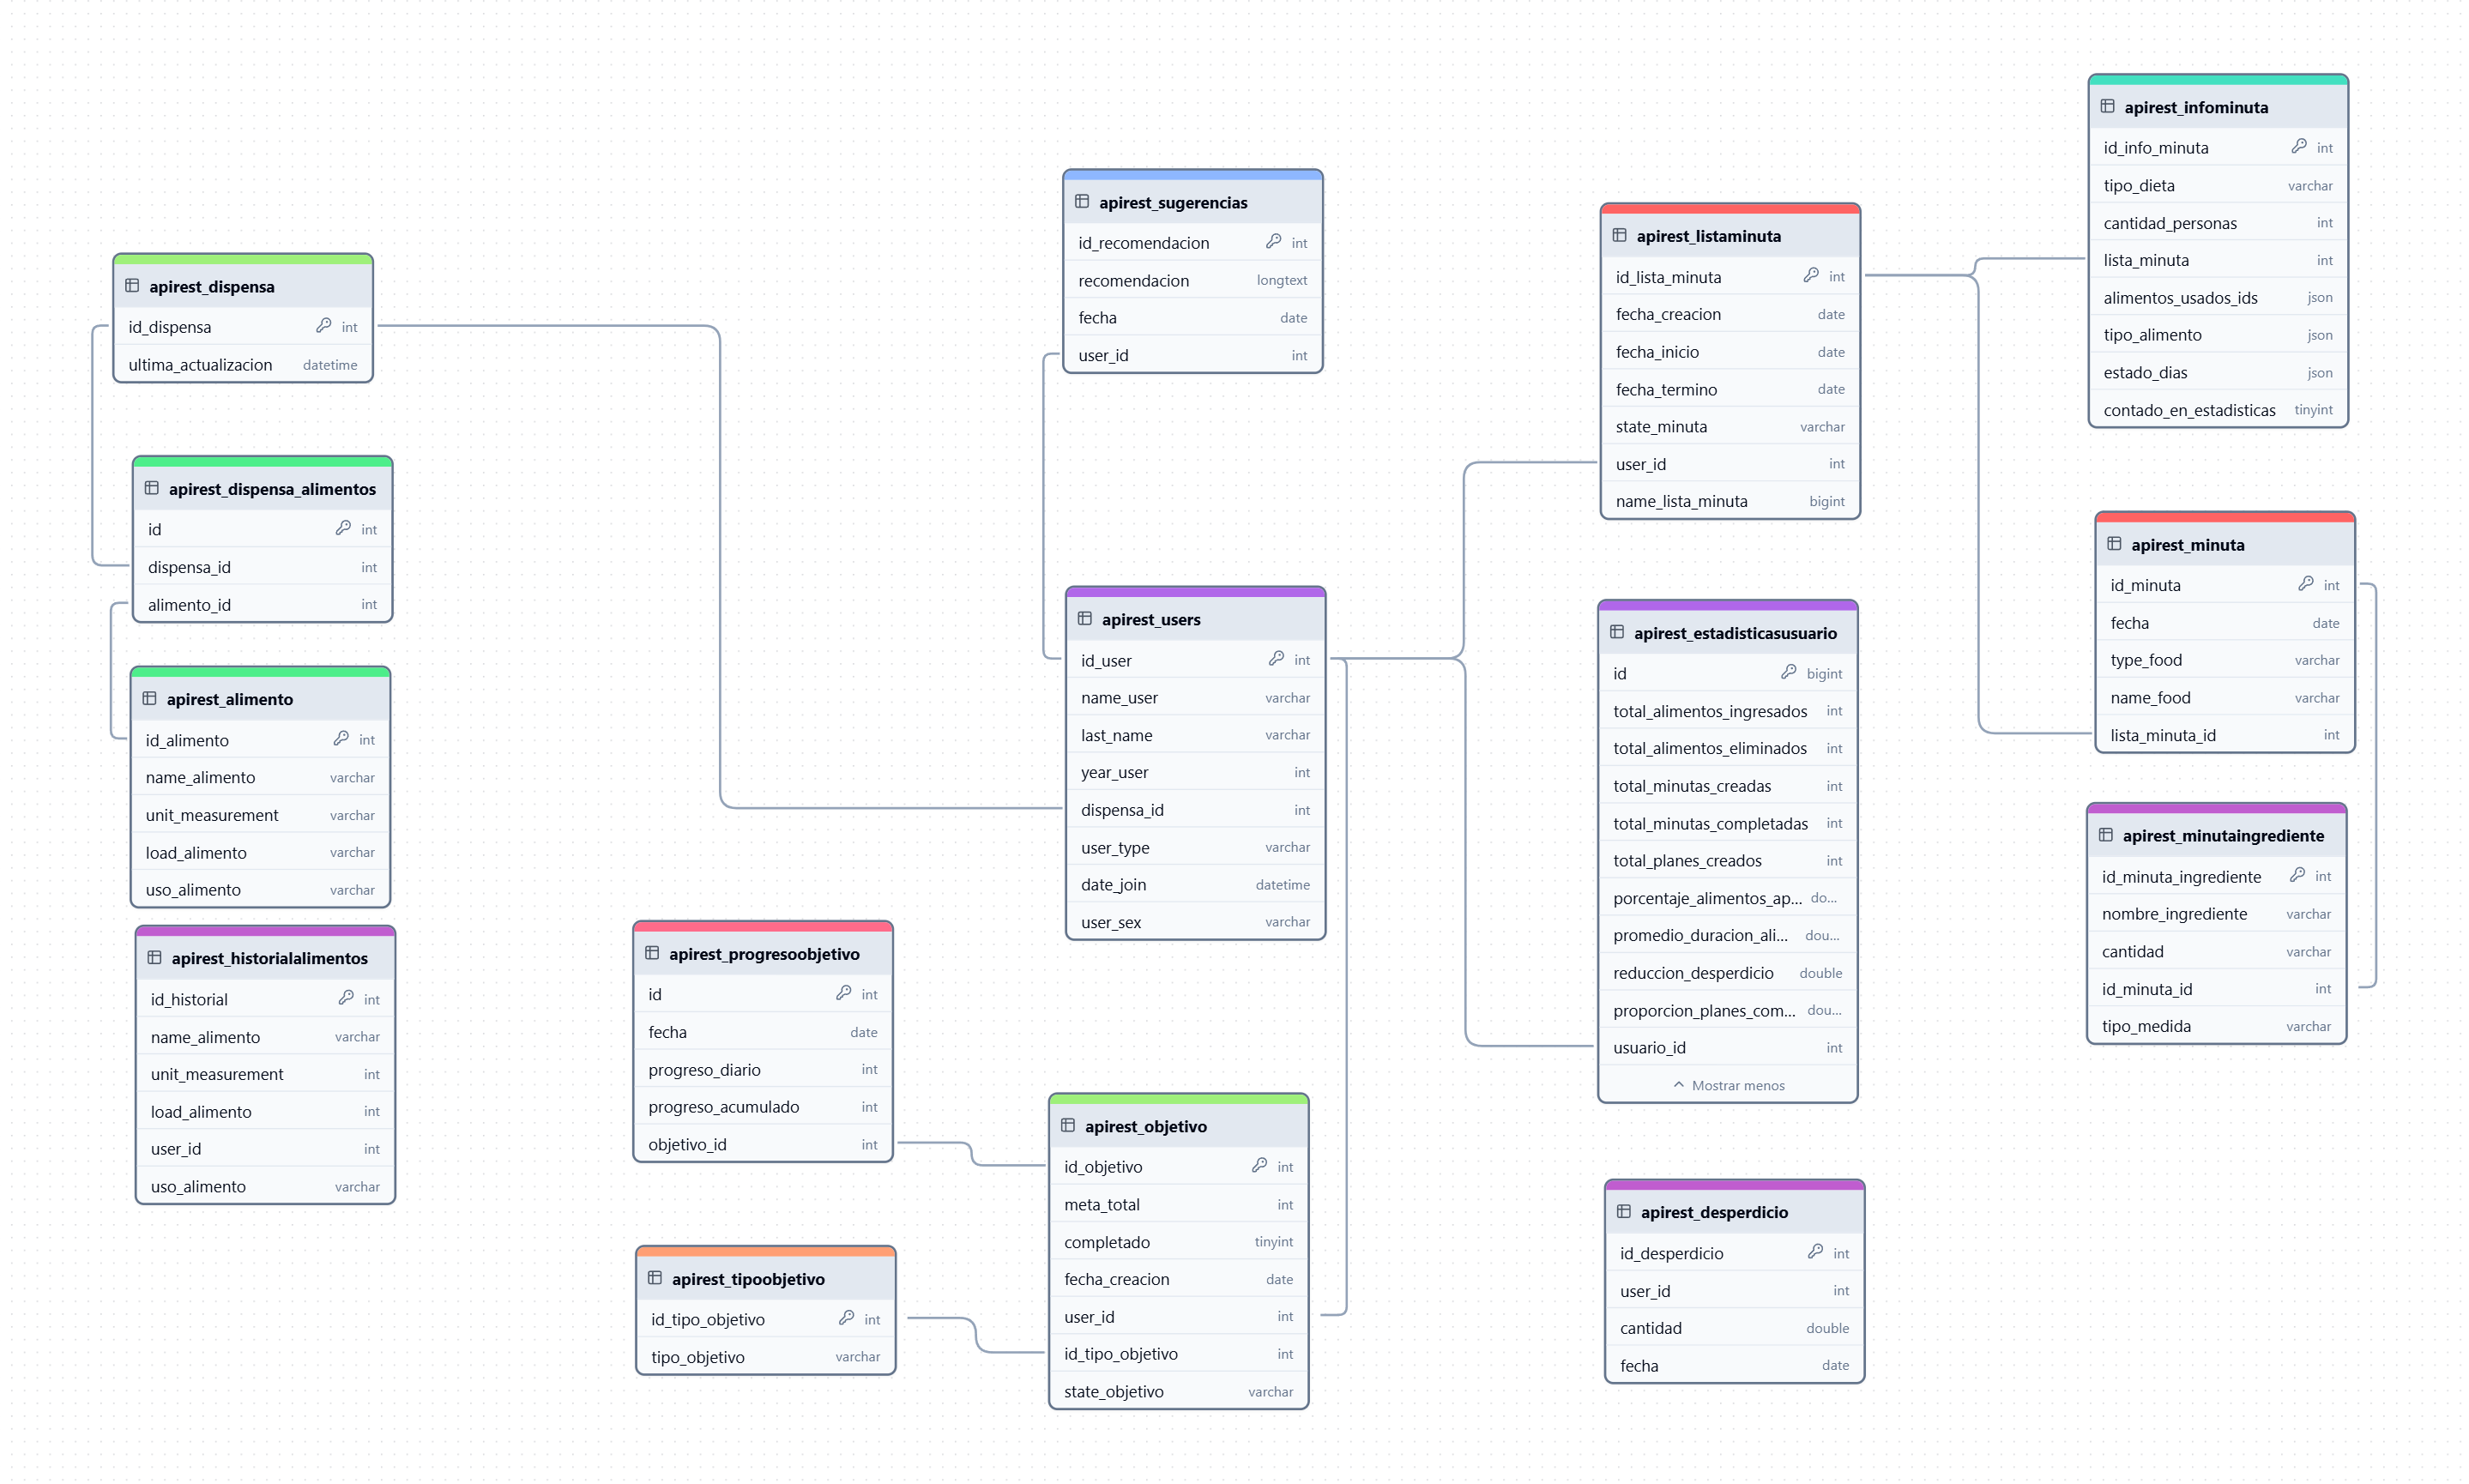 apirest_dispensa
id_dispensa int
ultima_actualizacion datetime
apirest_dispensa_alimentos
id int
dispensa_id int
alimento_id int
apirest_alimento
id_alimento int
name_alimento varchar
unit_measurement varchar
load_alimento varchar
uso_alimento varchar
apirest_historialalimentos
id_historial int
name_alimento varchar
unit_measurement int
load_alimento int
user_id int
uso_alimento varchar
apirest_progresoobjetivo
id int
fecha date
progreso_diario int
progreso_acumulado int
objetivo_id int
apirest_tipoobjetivo
id_tipo_objetivo int
tipo_objetivo varchar
apirest_sugerencias
id_recomendacion int
recomendacion longtext
fecha date
user_id int
apirest_users
id_user int
name_user varchar
last_name varchar
year_user int
dispensa_id int
user_type varchar
date_join datetime
user_sex varchar
apirest_objetivo
id_objetivo int
meta_total int
completado tinyint
fecha_creacion date
user_id int
id_tipo_objetivo int
state_objetivo varchar
apirest_listaminuta
id_lista_minuta int
fecha_creacion date
fecha_inicio date
fecha_termino date
state_minuta varchar
user_id int
name_lista_minuta bigint
apirest_estadisticasusuario
id bigint
total_alimentos_ingresados int
total_alimentos_eliminados int
total_minutas_creadas int
total_minutas_completadas int
total_planes_creados int
porcentaje_alimentos_ap... do...
promedio_duracion_ali... dou...
reduccion_desperdicio double
proporcion_planes_com... dou...
usuario_id int
Mostrar menos
apirest_desperdicio
id_desperdicio int
user_id int
cantidad double
fecha date
apirest_infominuta
id_info_minuta int
tipo_dieta varchar
cantidad_personas int
lista_minuta int
alimentos_usados_ids json
tipo_alimento json
estado_dias json
contado_en_estadisticas tinyint
apirest_minuta
id_minuta int
fecha date
type_food varchar
name_food varchar
lista_minuta_id int
apirest_minutaingrediente
id_minuta_ingrediente int
nombre_ingrediente varchar
cantidad varchar
id_minuta_id int
tipo_medida varchar